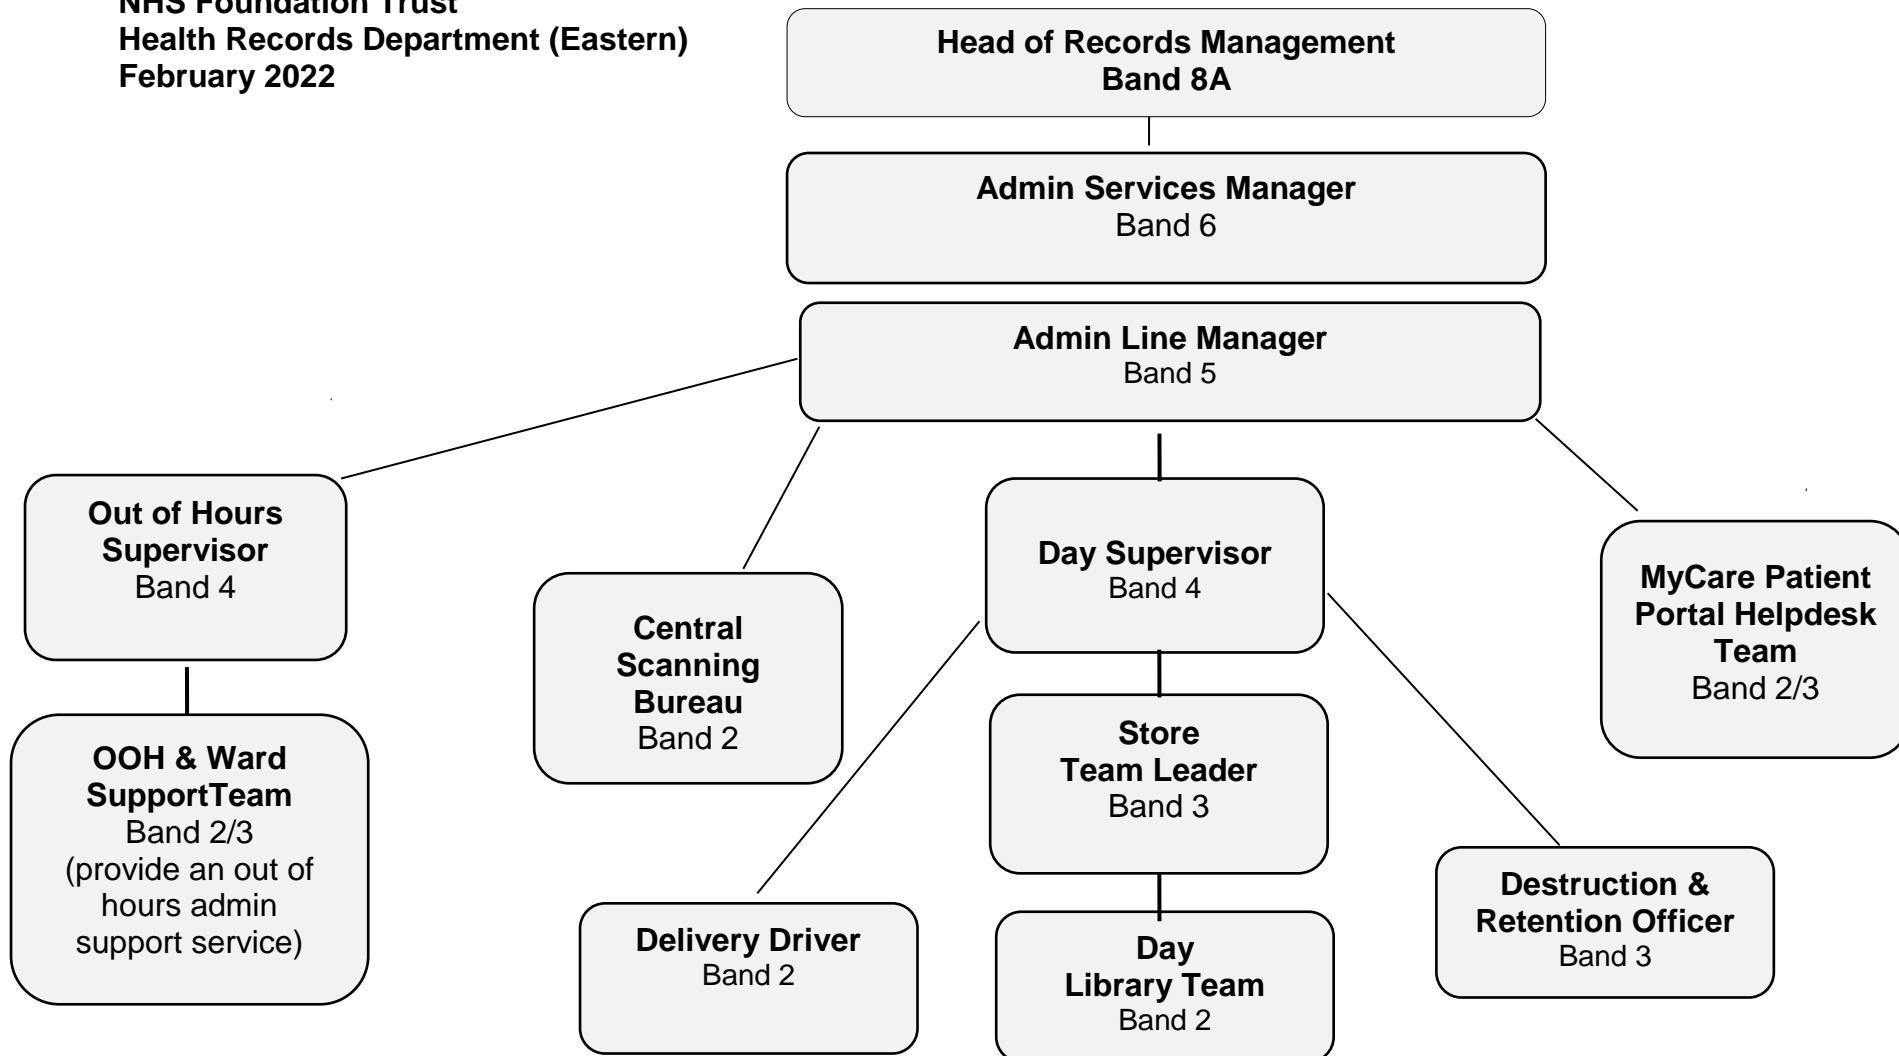 NHS Foundation Trust
Health Records Department (Eastern)
February 2022
Head of Records Management
Band 8A
Admin Services Manager
Band 6
Admin Line Manager
Band 5
Out of Hours
Supervisor
Band 4
OOH & Ward
SupportTeam
Band 2/3
(provide an out of
hours admin
support service)
Central
Scanning
Bureau
Band 2
Day Supervisor
Band 4
MyCare Patient
Portal Helpdesk
Team
Band 2/3
Store
Team Leader
Band 3
Delivery Driver
Band 2
Day
Library Team
Band 2
Destruction &
Retention Officer
Band 3